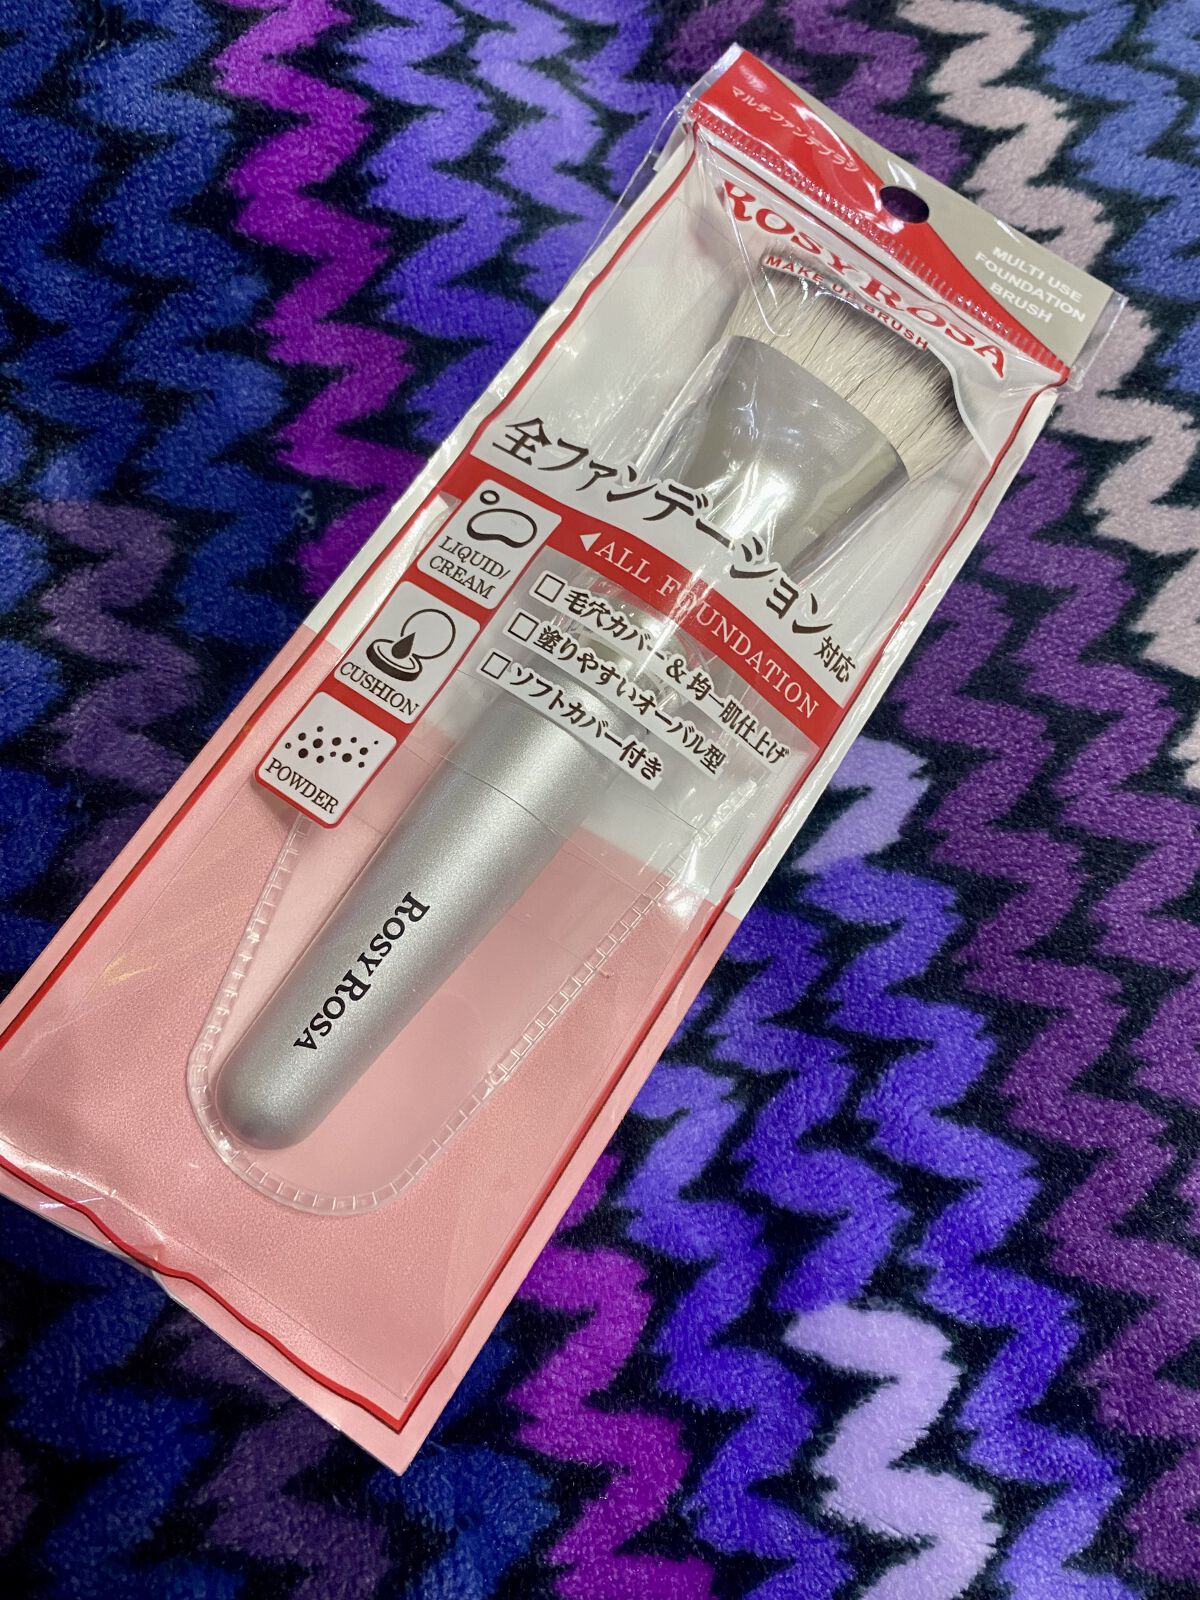 マルチファンデブラシ
MULTI USE
FOUNDATION
BRUSH
ROSY ROSA
MAKE UP BRUSH
全ファンデーション対応
◀ALL FOUNDATION
LIQUID/
CREAM
CUSHION
POWDER
□ 毛穴カバー&均一肌仕上げ
□ 塗りやすいオーバル型
□ ソフトカバー付き
ROSY ROSA